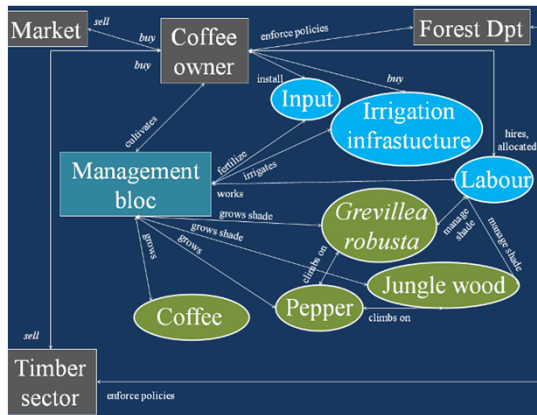 Market
sell
buy
buy
Coffee
owner
enforce policies
Forest Dpt
install
Input
buy
Irrigation
infrastucture
hires,
allocated
cultivates
fertilize
irrigates
Management
bloc
works
Labour
grows shade
grows shade
grows
grows
Grevillea
robusta
manage
shade
manage shade
climbs on
Jungle wood
Coffee
Pepper
climbs on
sell
Timber
sector
enforce policies